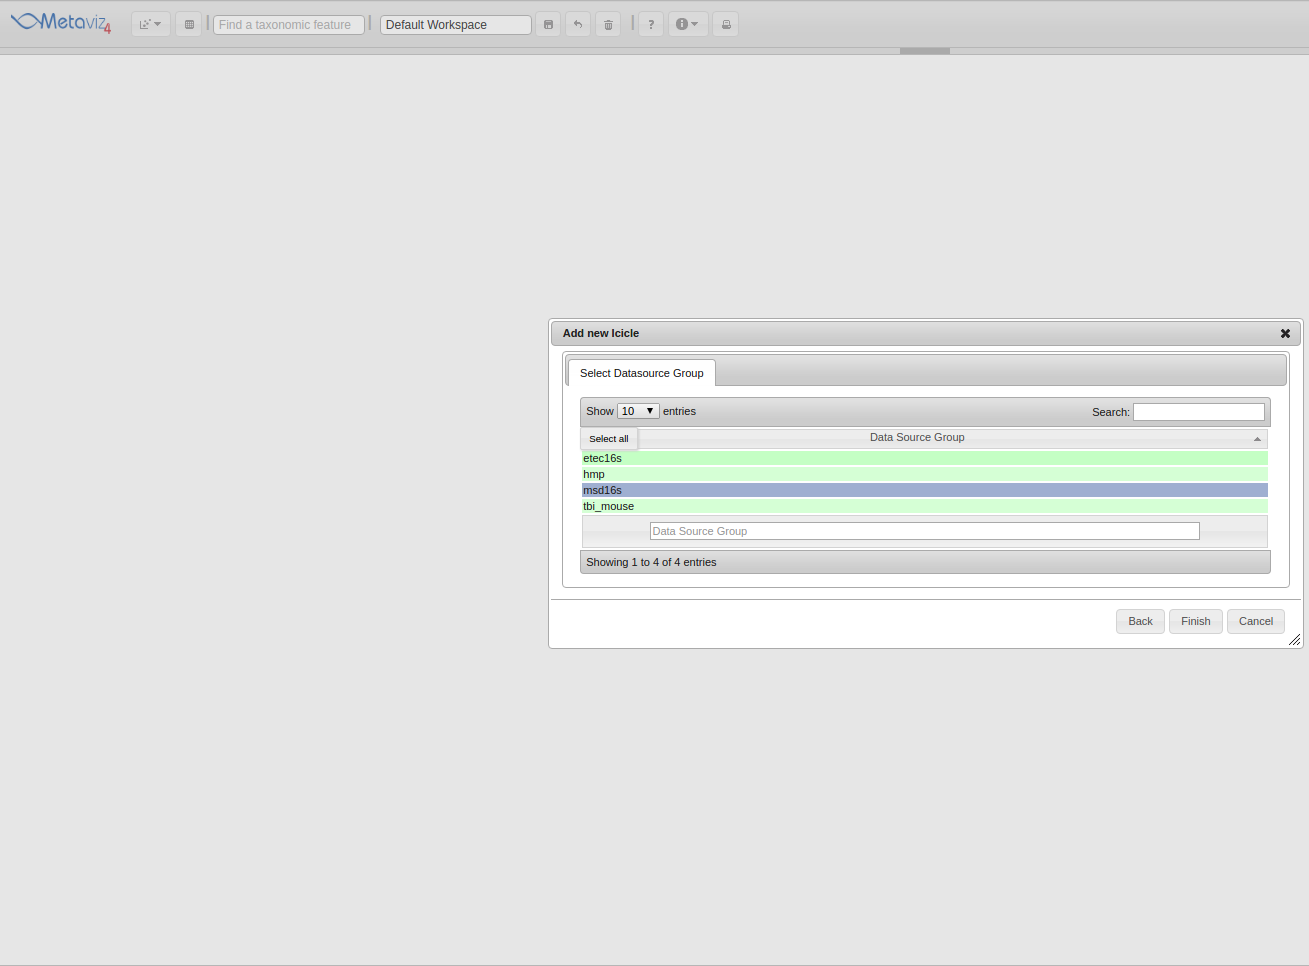 Metaviz4 | Find a taxonomic feature | Default Workspace | ?
Add new Icicle
Select Datasource Group
Show 10 entries Search:
Select all Data Source Group
etec16s
hmp
msd16s
tbi_mouse
Data Source Group
Showing 1 to 4 of 4 entries
Back Finish Cancel